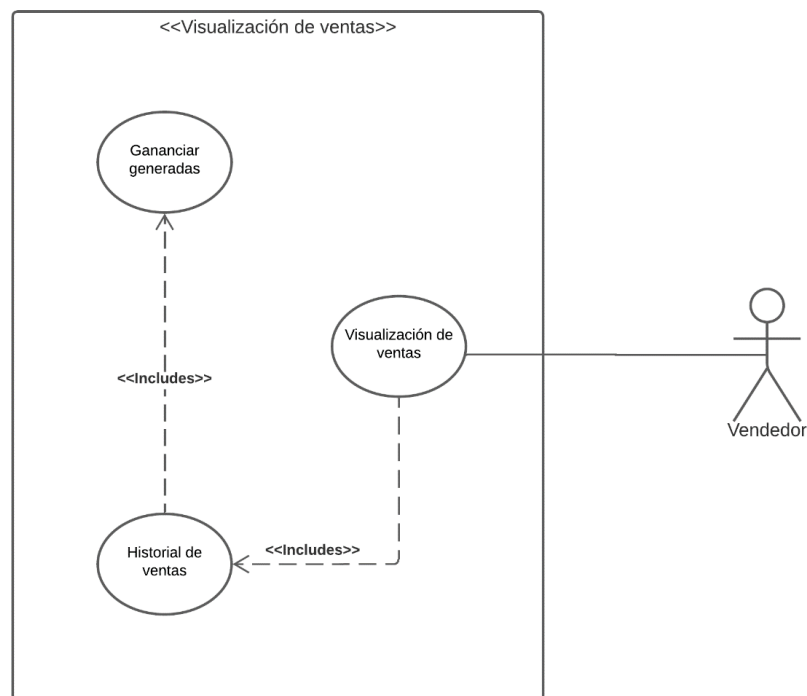 <<Visualización de ventas>>
Gananciar
generadas
Visualización de
ventas
<<Includes>>
Vendedor
Historial de
ventas
<<Includes>>